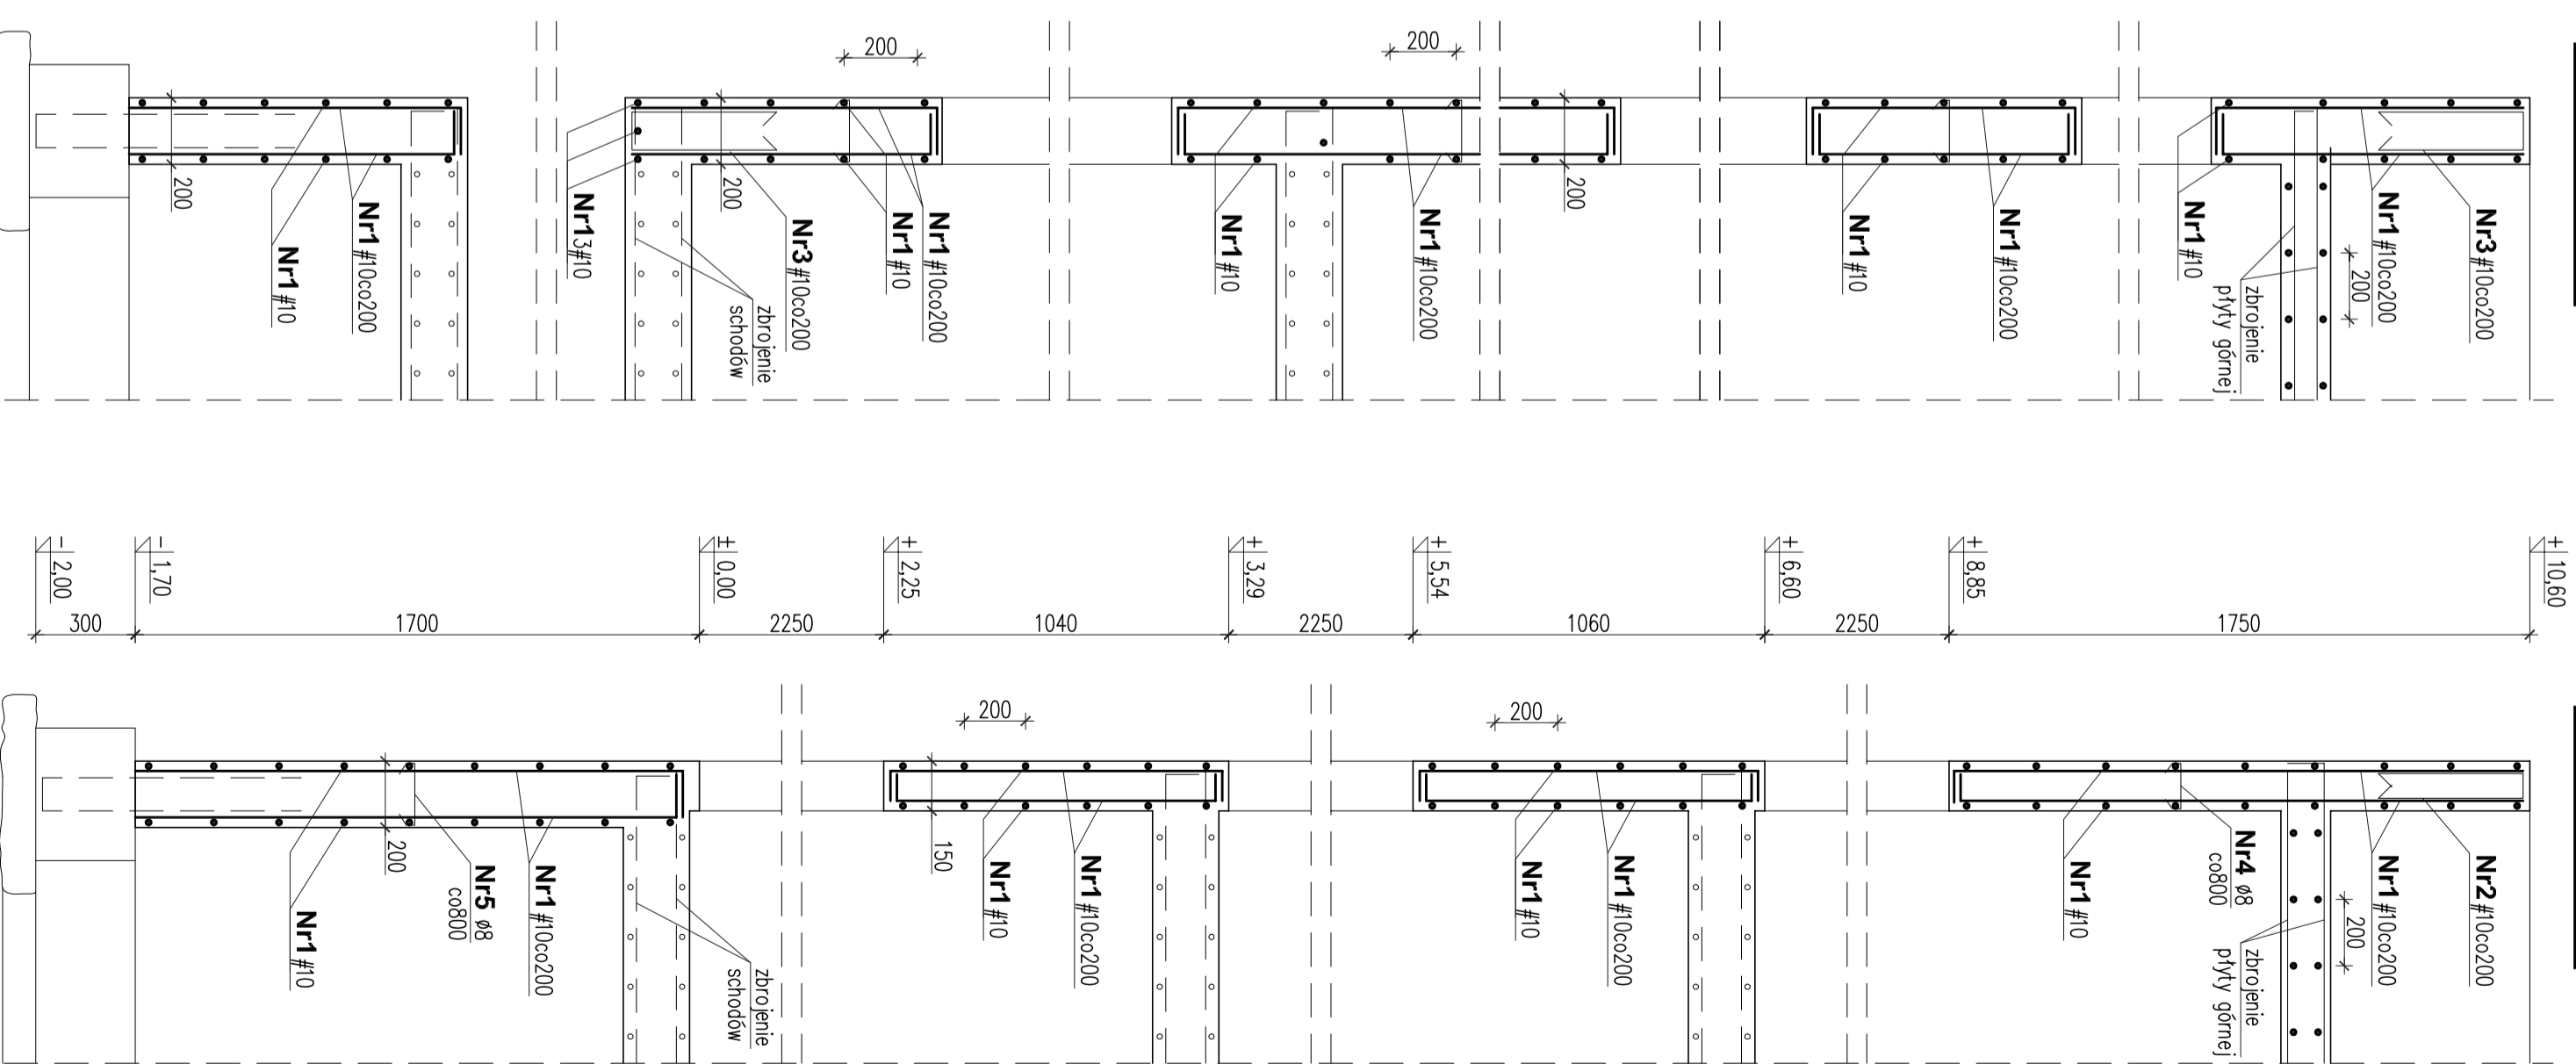 200
200
200
Nr1 #10co200
Nr1 #10
Nr1 3#10
200
Nr3 #10co200
Nr1 #10
Nr1 #10co200
zbrojenie
schodów
Nr1 #10
Nr1 #10co200
200
Nr1 #10
Nr1 #10co200
Nr1 #10
zbrojenie
płyty górnej
200
Nr1 #10co200
Nr3 #10co200
- 2,00
- 1,70
± 0,00
+ 2,25
+ 3,29
+ 5,54
+ 6,60
+ 8,85
+ 10,60
300
1700
2250
1040
2250
1060
2250
1750
200
200
200
Nr1 #10
Nr5 ø8
co800
Nr1 #10co200
zbrojenie
schodów
150
Nr1 #10
Nr1 #10co200
Nr1 #10
Nr1 #10co200
Nr1 #10
Nr4 ø8
co800
zbrojenie
płyty górnej
200
Nr1 #10co200
Nr2 #10co200